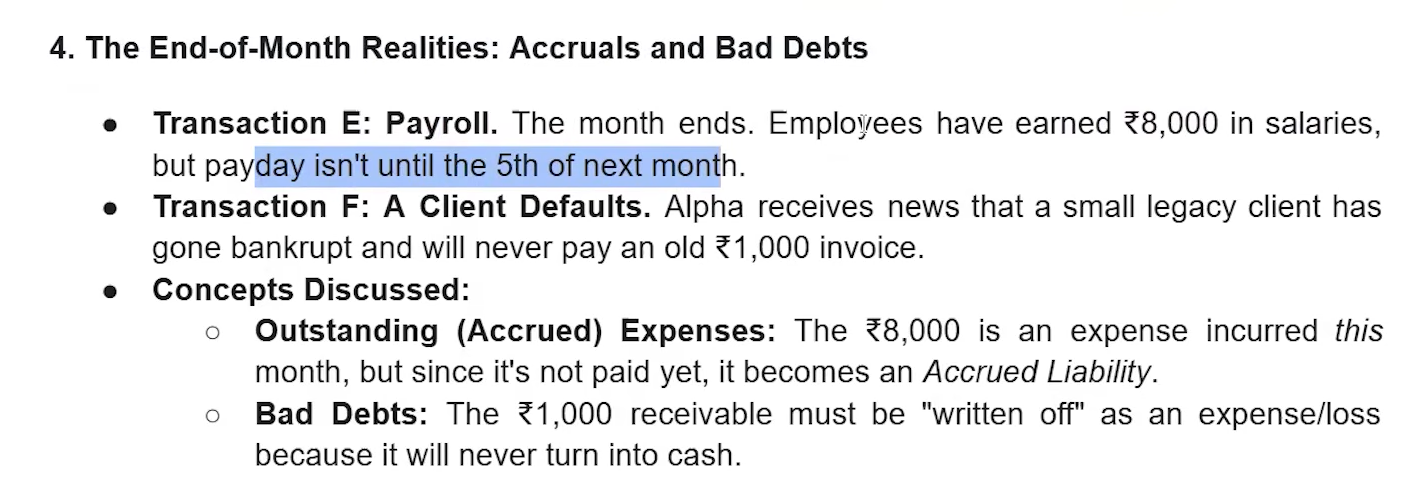 4. The End-of-Month Realities: Accruals and Bad Debts
● Transaction E: Payroll. The month ends. Employees have earned ₹8,000 in salaries,
but payday isn't until the 5th of next month.
● Transaction F: A Client Defaults. Alpha receives news that a small legacy client has
gone bankrupt and will never pay an old ₹1,000 invoice.
● Concepts Discussed:
○ Outstanding (Accrued) Expenses: The ₹8,000 is an expense incurred this
month, but since it's not paid yet, it becomes an Accrued Liability.
○ Bad Debts: The ₹1,000 receivable must be "written off" as an expense/loss
because it will never turn into cash.